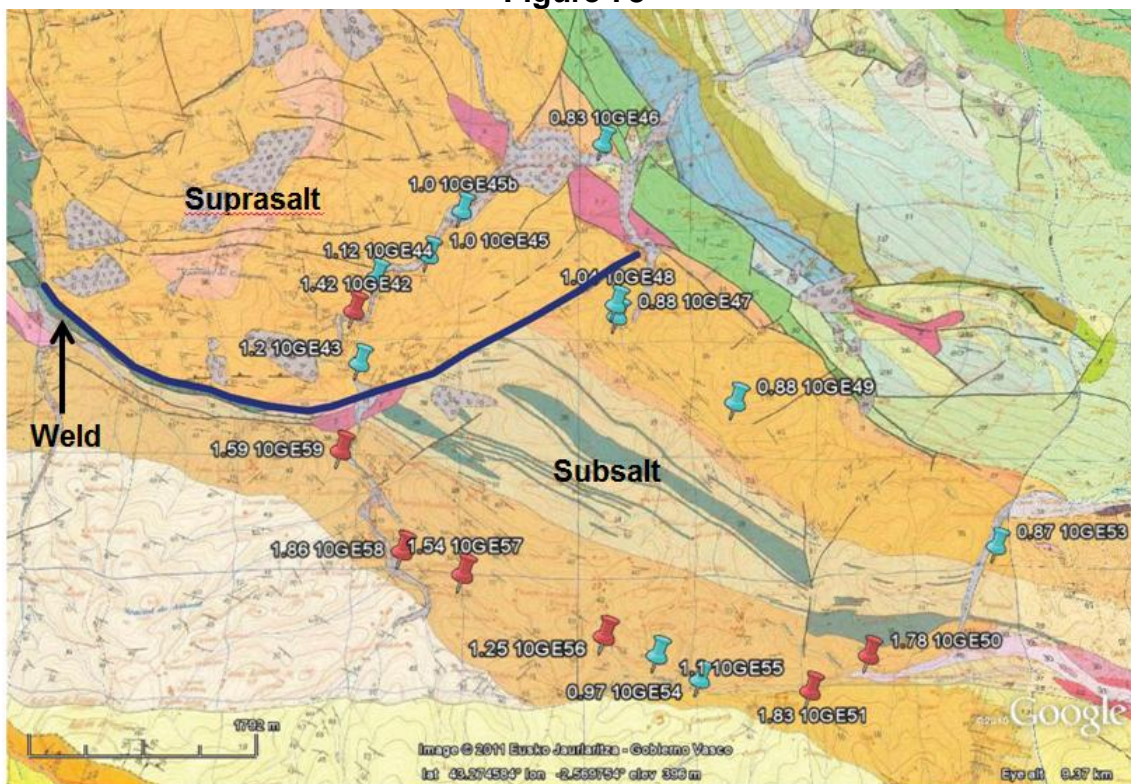 0.83 10GE46
Suprasalt
1.0 10GE45b
1.0 10GE45
1.12 10GE44
1.42 10GE42
1.04 10GE48
0.88 10GE47
1.2 10GE43
0.88 10GE49
Weld
1.59 10GE59
Subsalt
0.87 10GE53
1.86 10GE58
1.54 10GE57
1.25 10GE56
1.78 10GE50
1.1 10GE55
0.97 10GE54
1.83 10GE51
1792 m
©2010 Google
Image © 2011 Eusko Jaurlaritza - Gobierno Vasco
lat 43.274584° lon -2.569754° elev 396 m
Eye alt 9.37 km